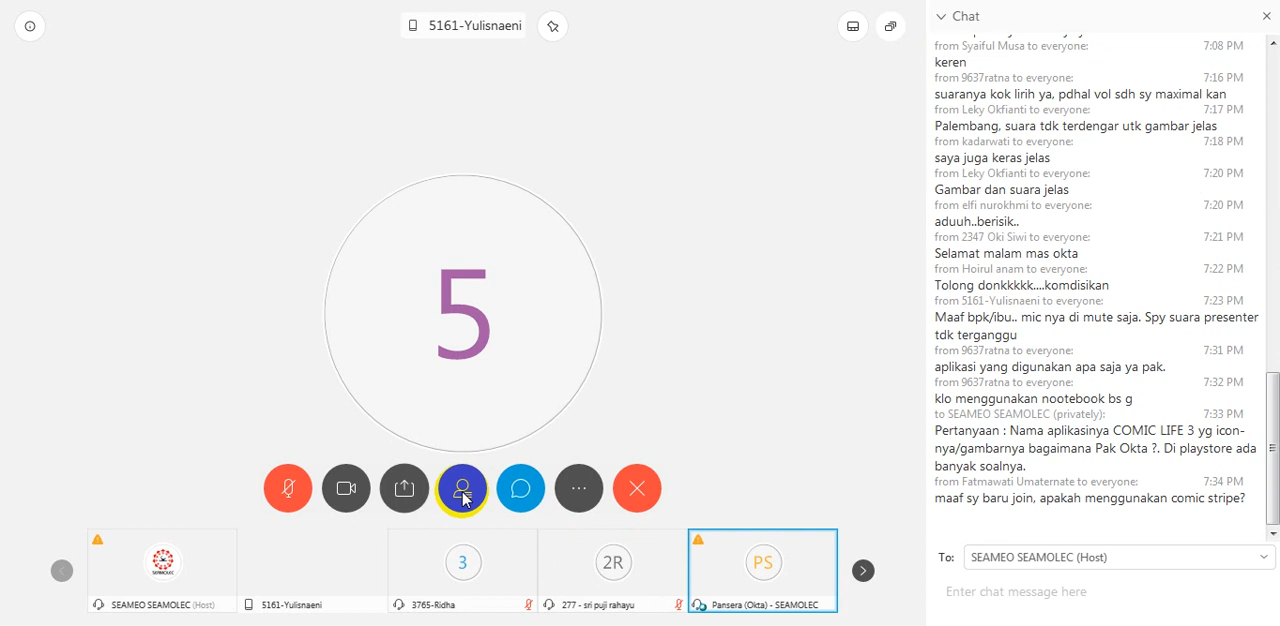 5161-Yulisnaeni
5
SEAMOLEC
SEAMEO SEAMOLEC (Host)
5161-Yulisnaeni
3
3765-Ridha
2R
277 - sri puji rahayu
PS
Pansera (Okta) - SEAMOLEC
Chat
from Syaiful Musa to everyone: 7:08 PM
keren
from 9637ratna to everyone: 7:16 PM
suaranya kok lirih ya, pdhal vol sdh sy maximal kan
from Leky Okfianti to everyone: 7:17 PM
Palembang, suara tdk terdengar utk gambar jelas
from kadarwati to everyone: 7:18 PM
saya juga keras jelas
from Leky Okfianti to everyone: 7:20 PM
Gambar dan suara jelas
from elfi nurokhmi to everyone: 7:20 PM
aduuh..berisik..
from 2347 Oki Siwi to everyone: 7:21 PM
Selamat malam mas okta
from Hoirul anam to everyone: 7:22 PM
Tolong donkkkkk....komdisikan
from 5161-Yulisnaeni to everyone: 7:23 PM
Maaf bpk/ibu.. mic nya di mute saja. Spy suara presenter
tdk terganggu
from 9637ratna to everyone: 7:31 PM
aplikasi yang digunakan apa saja ya pak.
from 9637ratna to everyone: 7:32 PM
klo menggunakan nootebook bs g
to SEAMEO SEAMOLEC (privately): 7:33 PM
Pertanyaan : Nama aplikasinya COMIC LIFE 3 yg icon-
nya/gambarnya bagaimana Pak Okta ?. Di playstore ada
banyak soalnya.
from Fatmawati Umaternate to everyone: 7:34 PM
maaf sy baru join, apakah menggunakan comic stripe?
To: SEAMEO SEAMOLEC (Host)
Enter chat message here